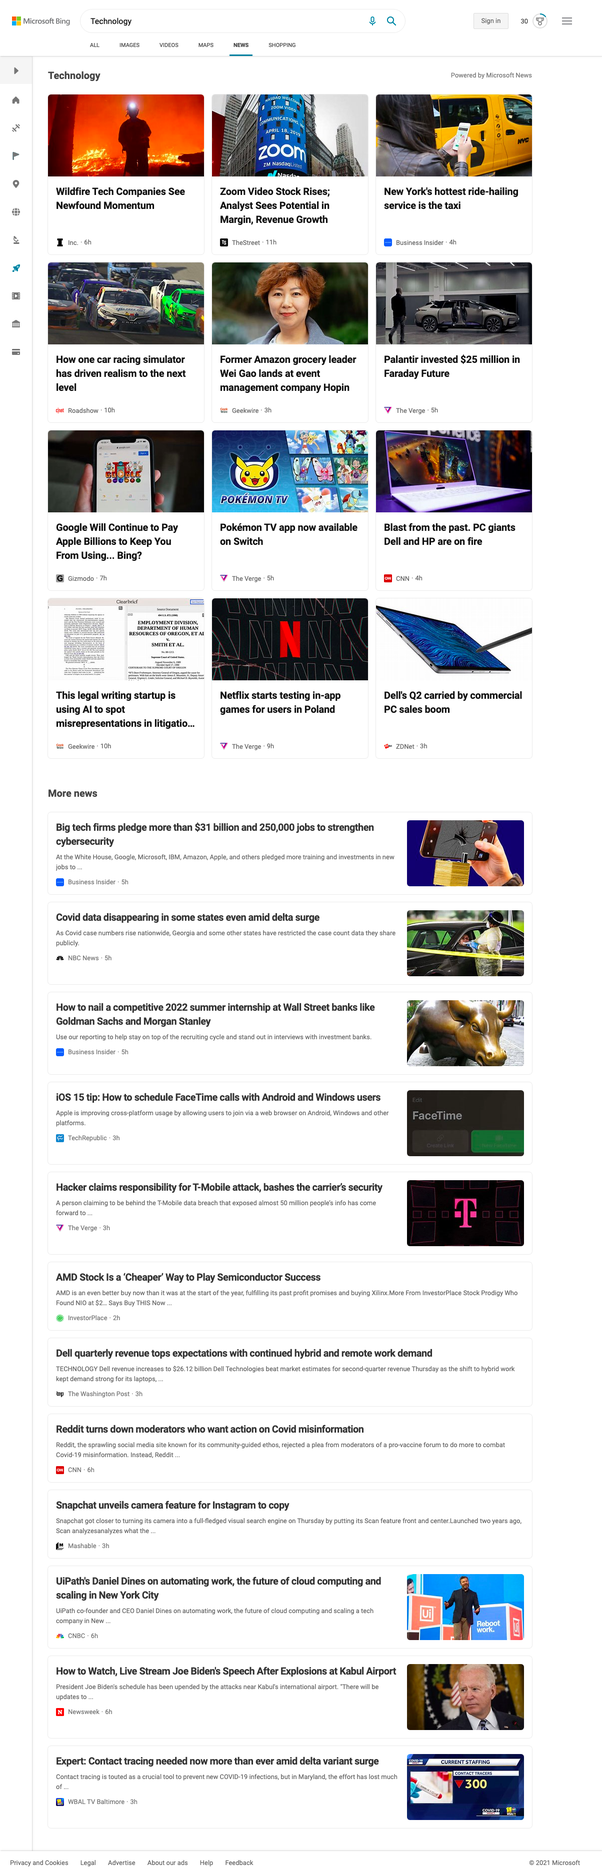 Microsoft Bing
Technology
Sign in
30
ALL
IMAGES
VIDEOS
MAPS
NEWS
SHOPPING
Technology
Powered by Microsoft News
zoom
Wildfire Tech Companies See
Newfound Momentum
Inc. · 6h
Zoom Video Stock Rises;
Analyst Sees Potential in
Margin, Revenue Growth
TheStreet · 11h
New York's hottest ride-hailing
service is the taxi
Business Insider · 4h
How one car racing simulator
has driven realism to the next
level
Roadshow · 10h
Former Amazon grocery leader
Wei Gao lands at event
management company Hopin
Geekwire · 3h
Palantir invested $25 million in
Faraday Future
The Verge · 5h
POKÉMON TV
Google Will Continue to Pay
Apple Billions to Keep You
From Using... Bing?
Gizmodo · 7h
Pokémon TV app now available
on Switch
The Verge · 5h
Blast from the past. PC giants
Dell and HP are on fire
CNN · 4h
Clearbrief
EMPLOYMENT DIVISION,
DEPARTMENT OF HUMAN
RESOURCES OF OREGON, ET AL
v.
SMITH ET AL.
N
This legal writing startup is
using AI to spot
misrepresentations in litigatio...
Geekwire · 10h
Netflix starts testing in-app
games for users in Poland
The Verge · 9h
Dell's Q2 carried by commercial
PC sales boom
ZDNet · 3h
More news
Big tech firms pledge more than $31 billion and 250,000 jobs to strengthen
cybersecurity
At the White House, Google, Microsoft, IBM, Amazon, Apple, and others pledged more training and investments in new
jobs to ...
Business Insider · 5h
Covid data disappearing in some states even amid delta surge
As Covid case numbers rise nationwide, Georgia and some other states have restricted the case count data they share
publicly.
NBC News · 5h
How to nail a competitive 2022 summer internship at Wall Street banks like
Goldman Sachs and Morgan Stanley
Use our reporting to help stay on top of the recruiting cycle and stand out in interviews with investment banks.
Business Insider · 5h
iOS 15 tip: How to schedule FaceTime calls with Android and Windows users
Apple is improving cross-platform usage by allowing users to join via a web browser on Android, Windows and other
platforms.
TechRepublic · 3h
Edit
FaceTime
Hacker claims responsibility for T-Mobile attack, bashes the carrier's security
A person claiming to be behind the T-Mobile data breach that exposed almost 50 million people's info has come
forward to ...
The Verge · 3h
T
AMD Stock Is a 'Cheaper' Way to Play Semiconductor Success
AMD is an even better buy now than it was at the start of the year, fulfilling its past profit promises and buying Xilinx.More From InvestorPlace Stock Prodigy Who
Found NIO at $2... Says Buy THIS Now ...
InvestorPlace · 2h
Dell quarterly revenue tops expectations with continued hybrid and remote work demand
TECHNOLOGY Dell revenue increases to $26.12 billion Dell Technologies beat market estimates for second-quarter revenue Thursday as the shift to hybrid work
kept demand strong for its laptops, ...
The Washington Post · 3h
Reddit turns down moderators who want action on Covid misinformation
Reddit, the sprawling social media site known for its community-guided ethos, rejected a plea from moderators of a pro-vaccine forum to do more to combat
Covid-19 misinformation. Instead, Reddit ...
CNN · 6h
Snapchat unveils camera feature for Instagram to copy
Snapchat got closer to turning its camera into a full-fledged visual search engine on Thursday by putting its Scan feature front and center.Launched two years ago,
Scan analyzesanalyzes what the ...
Mashable · 3h
UiPath's Daniel Dines on automating work, the future of cloud computing and
scaling in New York City
UiPath co-founder and CEO Daniel Dines on automating work, the future of cloud computing and scaling a tech
company in New ...
CNBC · 6h
Ui
Reboot
work.
How to Watch, Live Stream Joe Biden's Speech After Explosions at Kabul Airport
President Joe Biden's schedule has been upended by the attacks near Kabul's international airport. "There will be
updates to ...
Newsweek · 6h
Expert: Contact tracing needed now more than ever amid delta variant surge
Contact tracing is touted as a crucial tool to prevent new COVID-19 infections, but in Maryland, the effort has lost much
of ...
WBAL TV Baltimore · 3h
CURRENT STAFFING
CONTACT TRACERS
300
Privacy and Cookies
Legal
Advertise
About our ads
Help
Feedback
© 2021 Microsoft